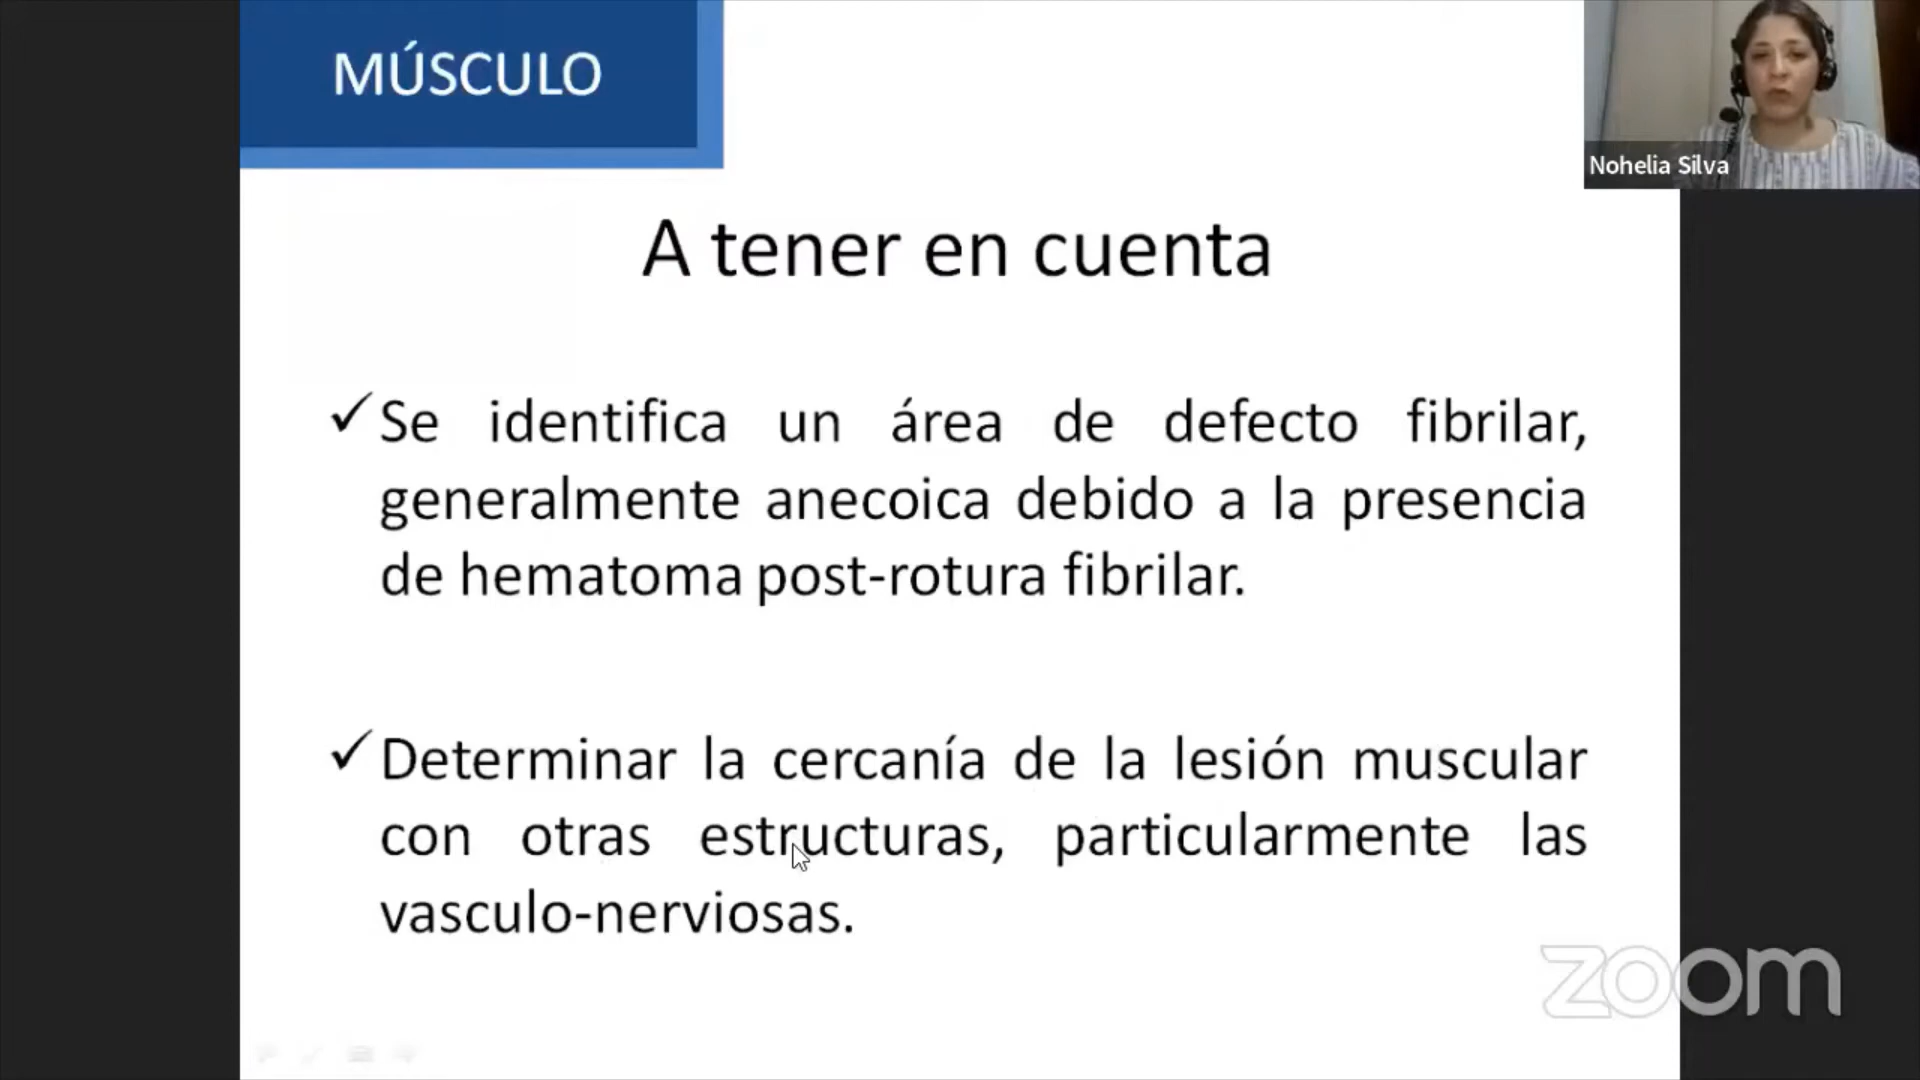 MÚSCULO
Nohelia Silva
A tener en cuenta
✓Se identifica un área de defecto fibrilar,
generalmente anecoica debido a la presencia
de hematoma post-rotura fibrilar.
✓Determinar la cercanía de la lesión muscular
con otras estructuras, particularmente las
vasculo-nerviosas.
zoom